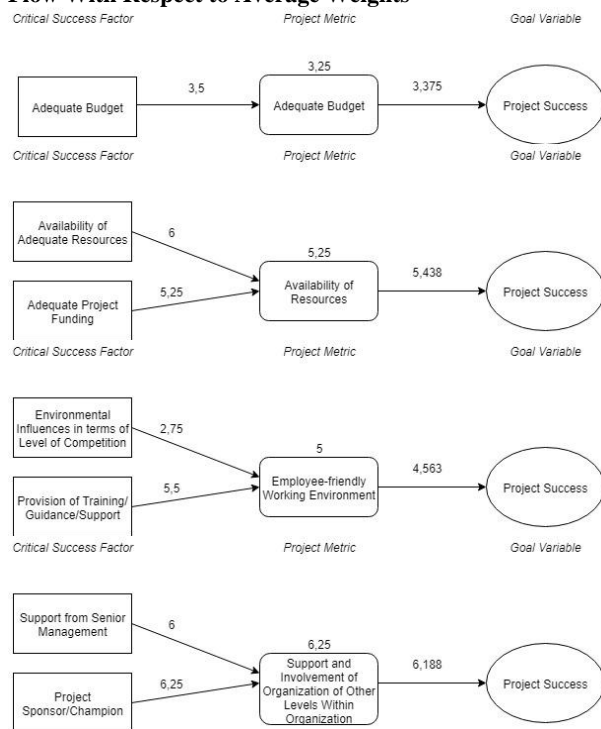 Flow With Respect to Average Weights
Critical Success Factor Project Metric Goal Variable
3,25
3,5 3,375
Adequate Budget Adequate Budget Project Success
Critical Success Factor Project Metric Goal Variable
Availability of
Adequate Resources
6
5,25
5,438
Adequate Project
Funding
5,25
Availability of
Resources
Project Success
Critical Success Factor Project Metric Goal Variable
Environmental
Influences in terms of
Level of Competition
2,75
5
4,563
Provision of Training/
Guidance/Support
5,5
Employee-friendly
Working Environment
Project Success
Critical Success Factor Project Metric Goal Variable
Support from Senior
Management
6
6,25
6,188
Project
Sponsor/Champion
6,25
Support and
Involvement of
Organization of Other
Levels Within
Organization
Project Success